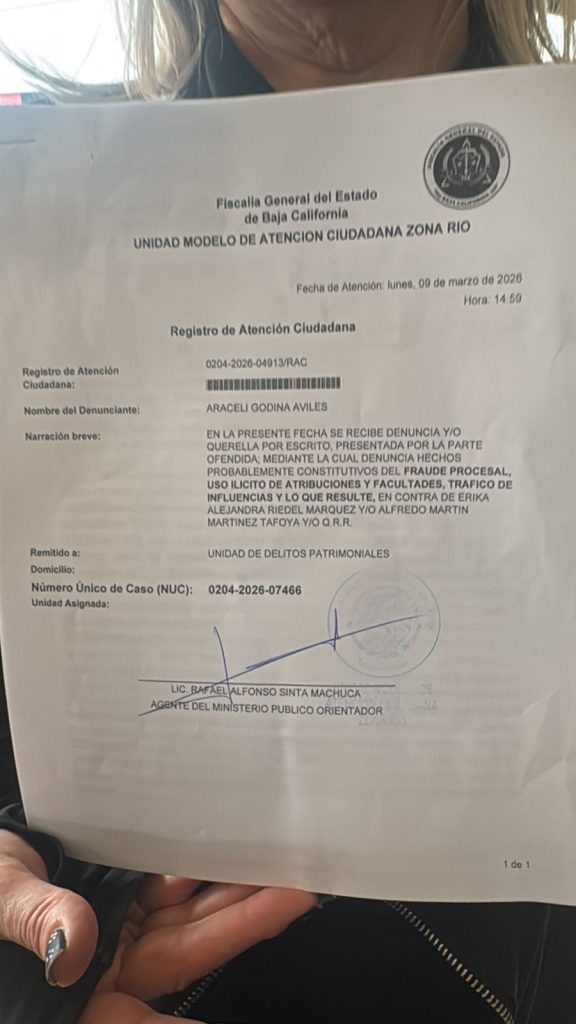 Fiscalía General del Estado
de Baja California
UNIDAD MODELO DE ATENCION CIUDADANA ZONA RIO
Fecha de Atención: lunes, 09 de marzo de 2026
Hora: 14:59
Registro de Atención Ciudadana
Registro de Atención
Ciudadana:
0204-2026-04913/RAC
Nombre del Denunciante: ARACELI GODINA AVILES
Narración breve: EN LA PRESENTE FECHA SE RECIBE DENUNCIA Y/O
QUERELLA POR ESCRITO, PRESENTADA POR LA PARTE
OFENDIDA; MEDIANTE LA CUAL DENUNCIA HECHOS
PROBABLEMENTE CONSTITUTIVOS DEL FRAUDE PROCESAL,
USO ILICITO DE ATRIBUCIONES Y FACULTADES, TRAFICO DE
INFLUENCIAS Y LO QUE RESULTE, EN CONTRA DE ERIKA
ALEJANDRA RIEDEL MARQUEZ Y/O ALFREDO MARTIN
MARTINEZ TAFOYA Y/O Q.R.R.
Remitido a: UNIDAD DE DELITOS PATRIMONIALES
Domicilio:
Número Único de Caso (NUC): 0204-2026-07466
Unidad Asignada:
LIC. RAFAEL ALFONSO SINTA MACHUCA
AGENTE DEL MINISTERIO PUBLICO ORIENTADOR
1 de 1